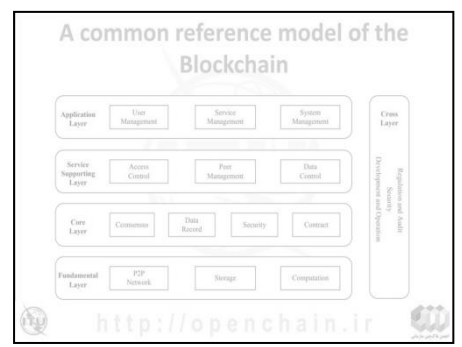 A common reference model of the
Blockchain
Application
Layer
User
Management
Service
Management
System
Management
Service
Supporting
Layer
Access
Control
Peer
Management
Data
Control
Core
Layer
Consensus
Data
Record
Security
Contract
Fundamental
Layer
P2P
Network
Storage
Computation
Cross
Layer
Regulation and Audit
Security
Development and Operation
ITU
http://openchain.ir